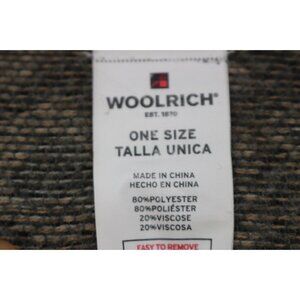 WOOLRICH®
EST. 1870
ONE SIZE
TALLA UNICA
MADE IN CHINA
HECHO EN CHINA
80%POLYESTER
80%POLIÉSTER
20%VISCOSE
20%VISCOSA
EASY TO REMOVE